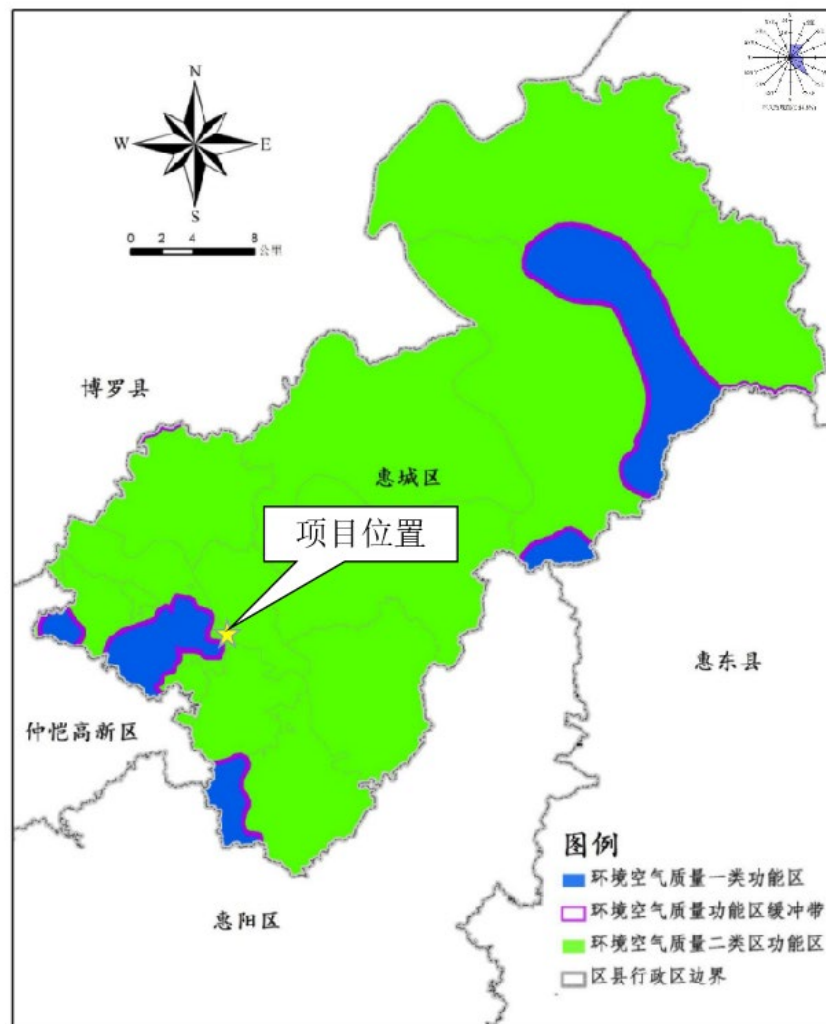 N
W
E
S
0 2 4 8
公里
博罗县
惠城区
项目位置
惠东县
仲恺高新区
惠阳区
图例
环境空气质量一类功能区
环境空气质量功能区缓冲带
环境空气质量二类区功能区
区县行政区边界